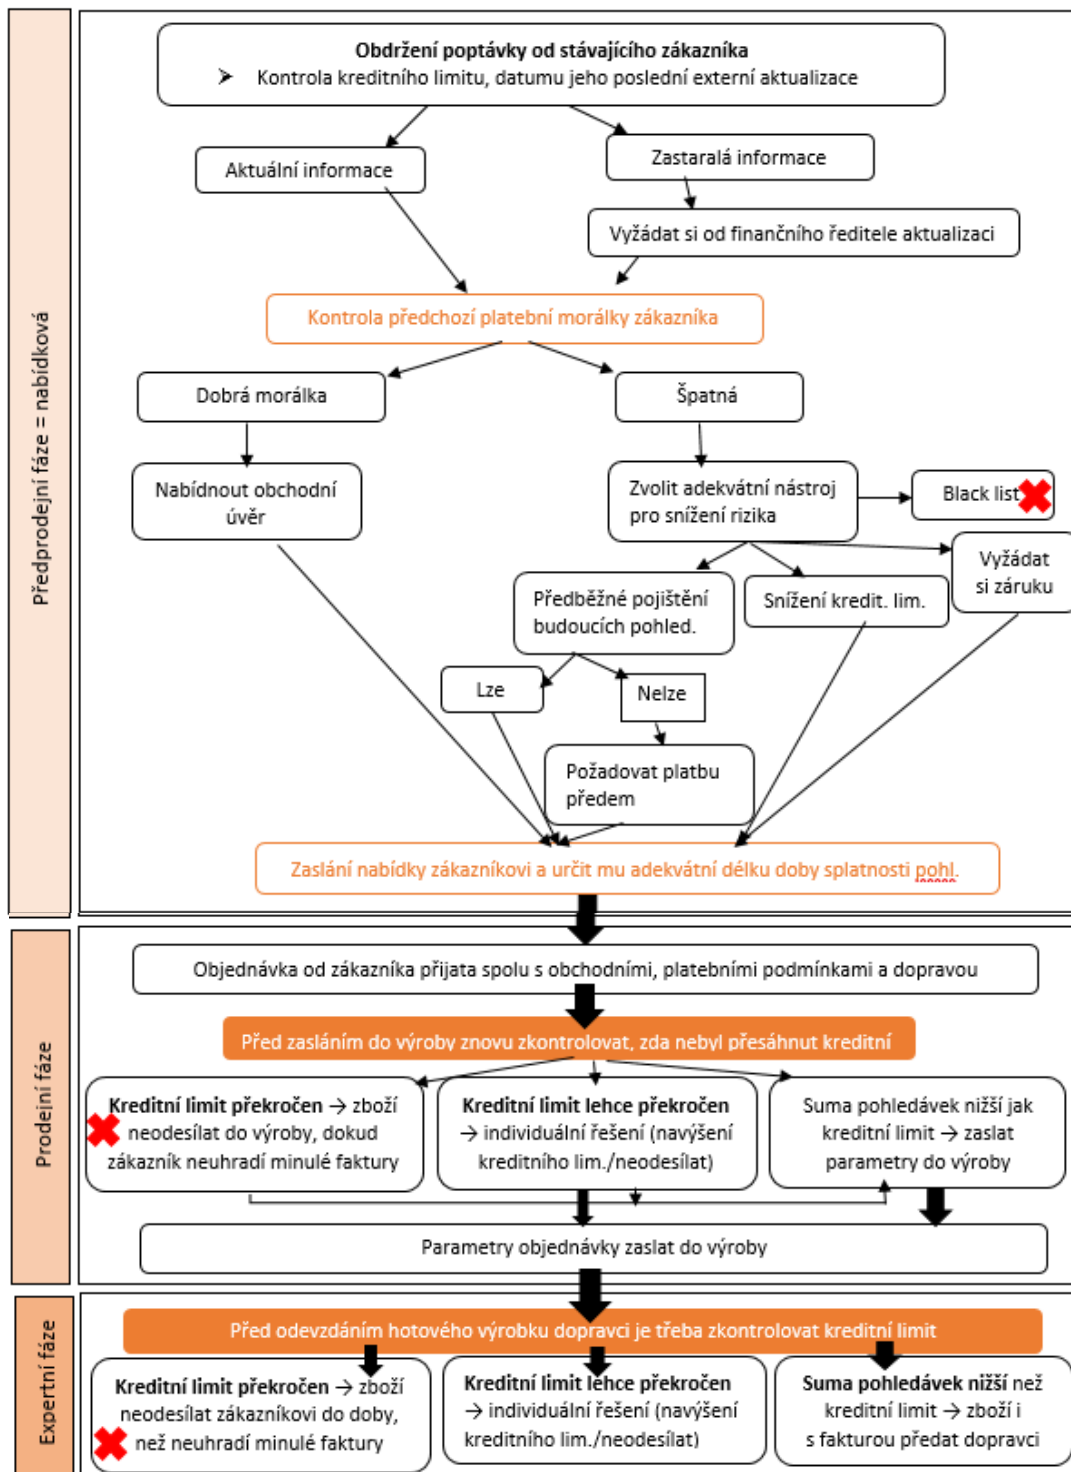 Předprodejní fáze = nabídková
Obdržení poptávky od stávajícího zákazníka
➤ Kontrola kreditního limitu, datumu jeho poslední externí aktualizace
Aktuální informace
Zastaralá informace
Vyžádat si od finančního ředitele aktualizaci
Kontrola předchozí platební morálky zákazníka
Dobrá morálka
Špatná
Nabídnout obchodní
úvěr
Zvolit adekvátní nástroj
pro snížení rizika
Black list
Vyžádat
si záruku
Předběžné pojištění
budoucích pohled.
Snížení kredit. lim.
Lze
Nelze
Požadovat platbu
předem
Zaslání nabídky zákazníkovi a určit mu adekvátní délku doby splatnosti pohl.
Prodejní fáze
Objednávka od zákazníka přijata spolu s obchodními, platebními podmínkami a dopravou
Před zasláním do výroby znovu zkontrolovat, zda nebyl přesáhnut kreditní
Kreditní limit překročen → zboží
neodesílat do výroby, dokud
zákazník neuhradí minulé faktury
Kreditní limit lehce překročen
→ individuální řešení (navýšení
kreditního lim./neodesílat)
Suma pohledávek nižší jak
kreditní limit → zaslat
parametry do výroby
Parametry objednávky zaslat do výroby
Expertní fáze
Před odevzdáním hotového výrobku dopravci je třeba zkontrolovat kreditní limit
Kreditní limit překročen → zboží
neodesílat zákazníkovi do doby,
než neuhradí minulé faktury
Kreditní limit lehce překročen
→ individuální řešení (navýšení
kreditního lim./neodesílat)
Suma pohledávek nižší než
kreditní limit → zboží i
s fakturou předat dopravci